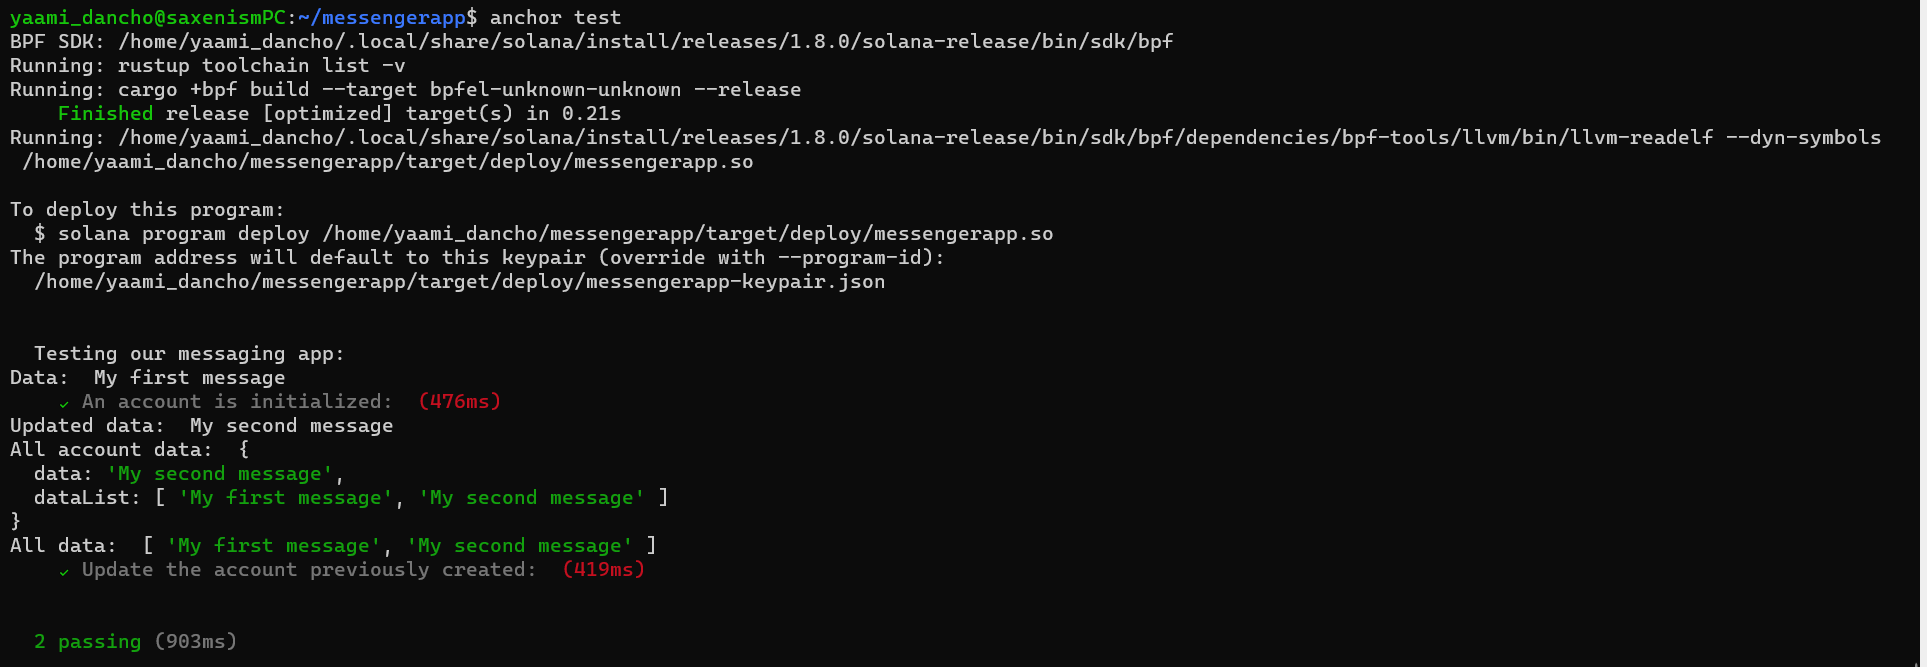 yaami_dancho@saxenismPC:~/messengerapp$ anchor test
BPF SDK: /home/yaami_dancho/.local/share/solana/install/releases/1.8.0/solana-release/bin/sdk/bpf
Running: rustup toolchain list -v
Running: cargo +bpf build --target bpfel-unknown-unknown --release
    Finished release [optimized] target(s) in 0.21s
Running: /home/yaami_dancho/.local/share/solana/install/releases/1.8.0/solana-release/bin/sdk/bpf/dependencies/bpf-tools/llvm/bin/llvm-readelf --dyn-symbols
 /home/yaami_dancho/messengerapp/target/deploy/messengerapp.so
To deploy this program:
  $ solana program deploy /home/yaami_dancho/messengerapp/target/deploy/messengerapp.so
The program address will default to this keypair (override with --program-id):
  /home/yaami_dancho/messengerapp/target/deploy/messengerapp-keypair.json
  Testing our messaging app:
Data:  My first message
    ✓ An account is initialized:  (476ms)
Updated data:  My second message
All account data:  {
  data: 'My second message',
  dataList: [ 'My first message', 'My second message' ]
}
All data:  [ 'My first message', 'My second message' ]
    ✓ Update the account previously created:  (419ms)
  2 passing (903ms)